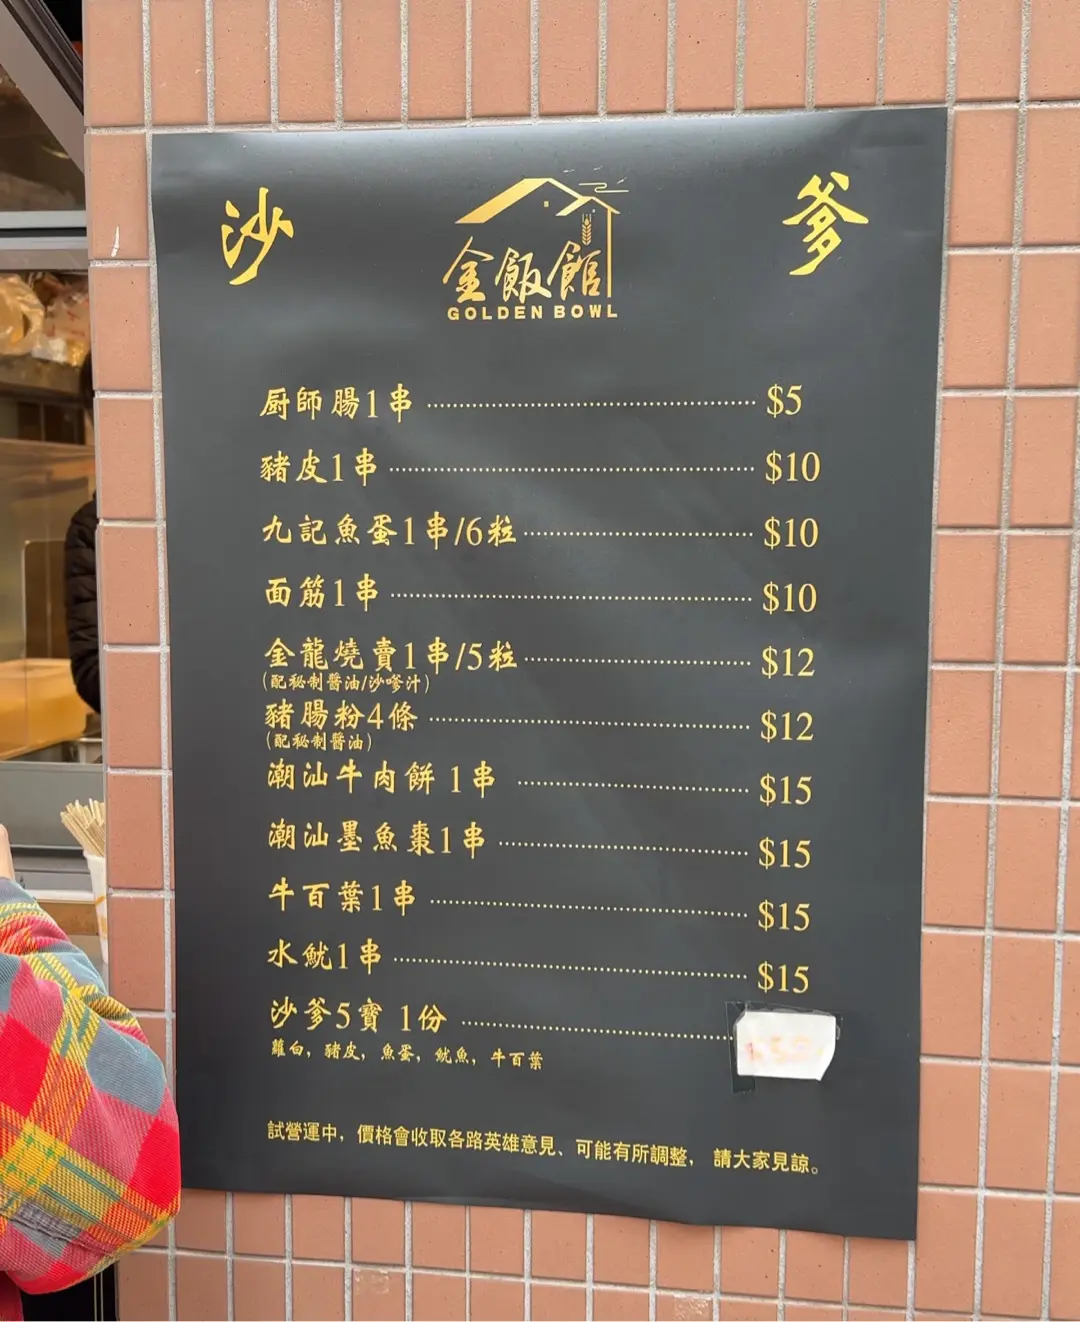 沙 爹
金飯館
GOLDEN BOWL
厨師腸1串 $5
豬皮1串 $10
九記魚蛋1串/6粒 $10
面筋1串 $10
金龍燒賣1串/5粒 $12
(配秘制醬油/沙嗲汁)
豬腸粉4條 $12
(配秘制醬油)
潮汕牛肉餅 1串 $15
潮汕墨魚棗1串 $15
牛百葉1串 $15
水魷1串 $15
沙爹5寶 1份
蘿白, 豬皮, 魚蛋, 魷魚, 牛百葉
試營運中, 價格會收取各路英雄意見、可能有所調整, 請大家見諒。